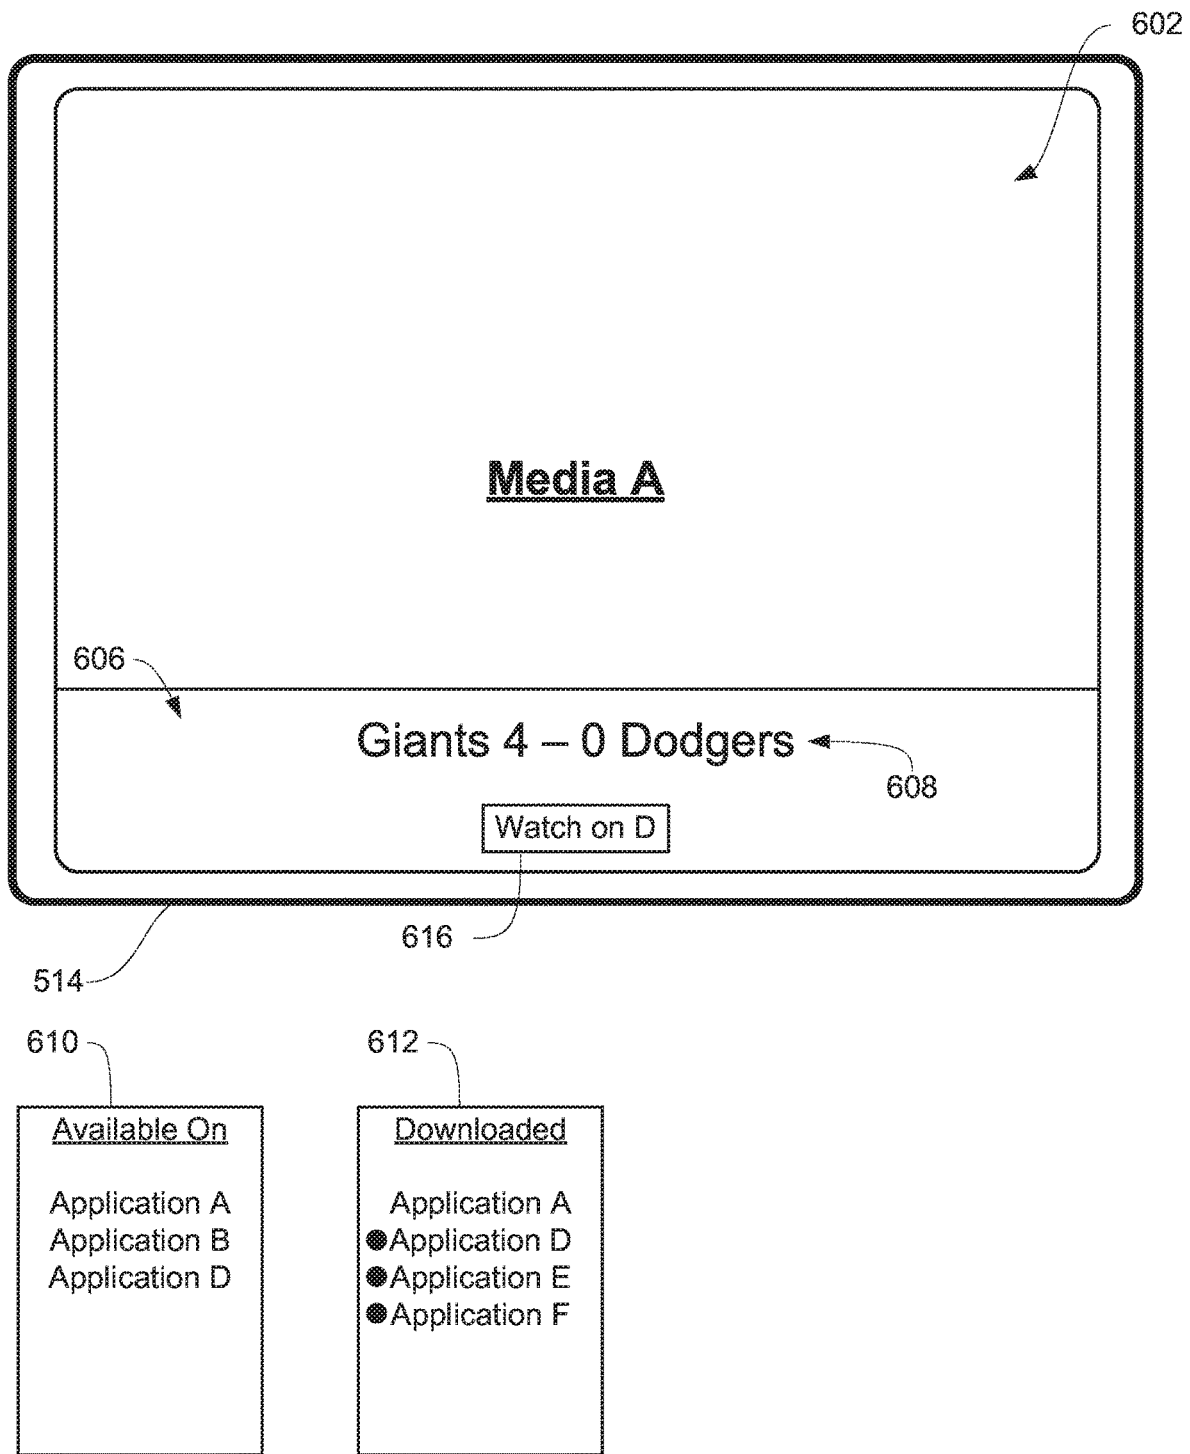 602
Media A
606
Giants 4 – 0 Dodgers
608
Watch on D
616
514
610
612
Available On
Application A
Application B
Application D
Downloaded
Application A
●Application D
●Application E
●Application F